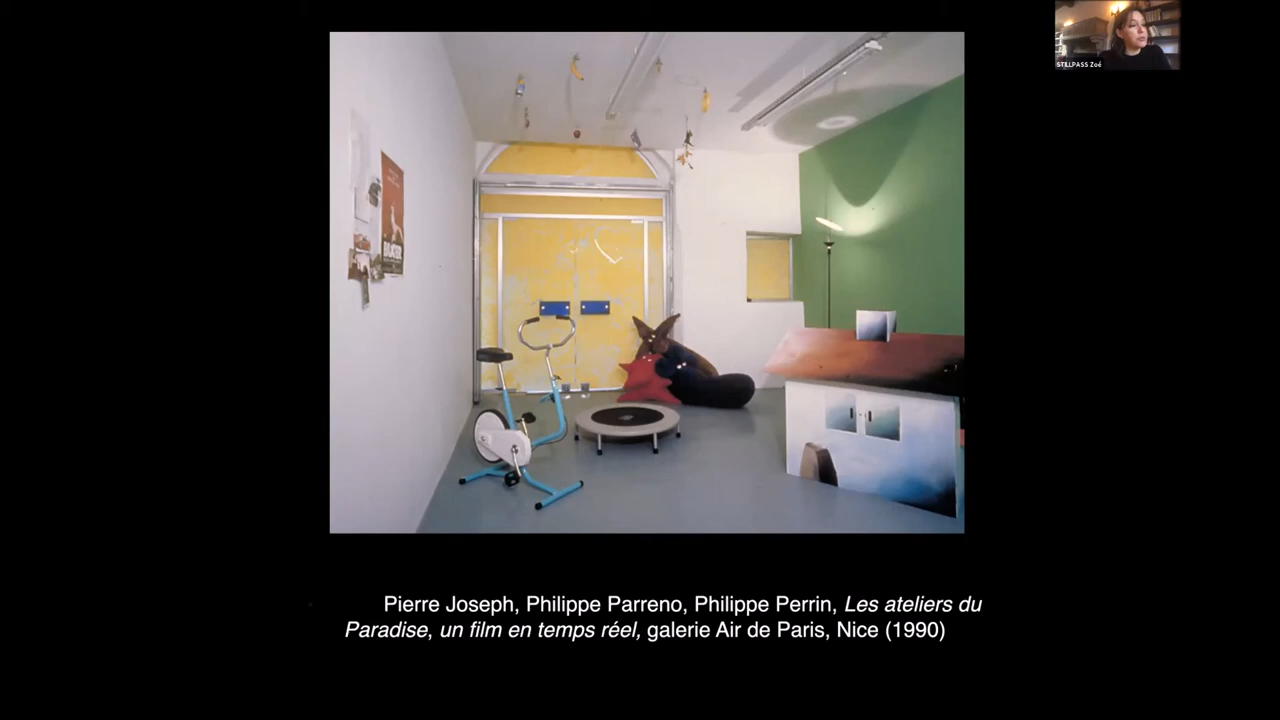 STILLPASS Zoé
Pierre Joseph, Philippe Parreno, Philippe Perrin, Les ateliers du
Paradise, un film en temps réel, galerie Air de Paris, Nice (1990)